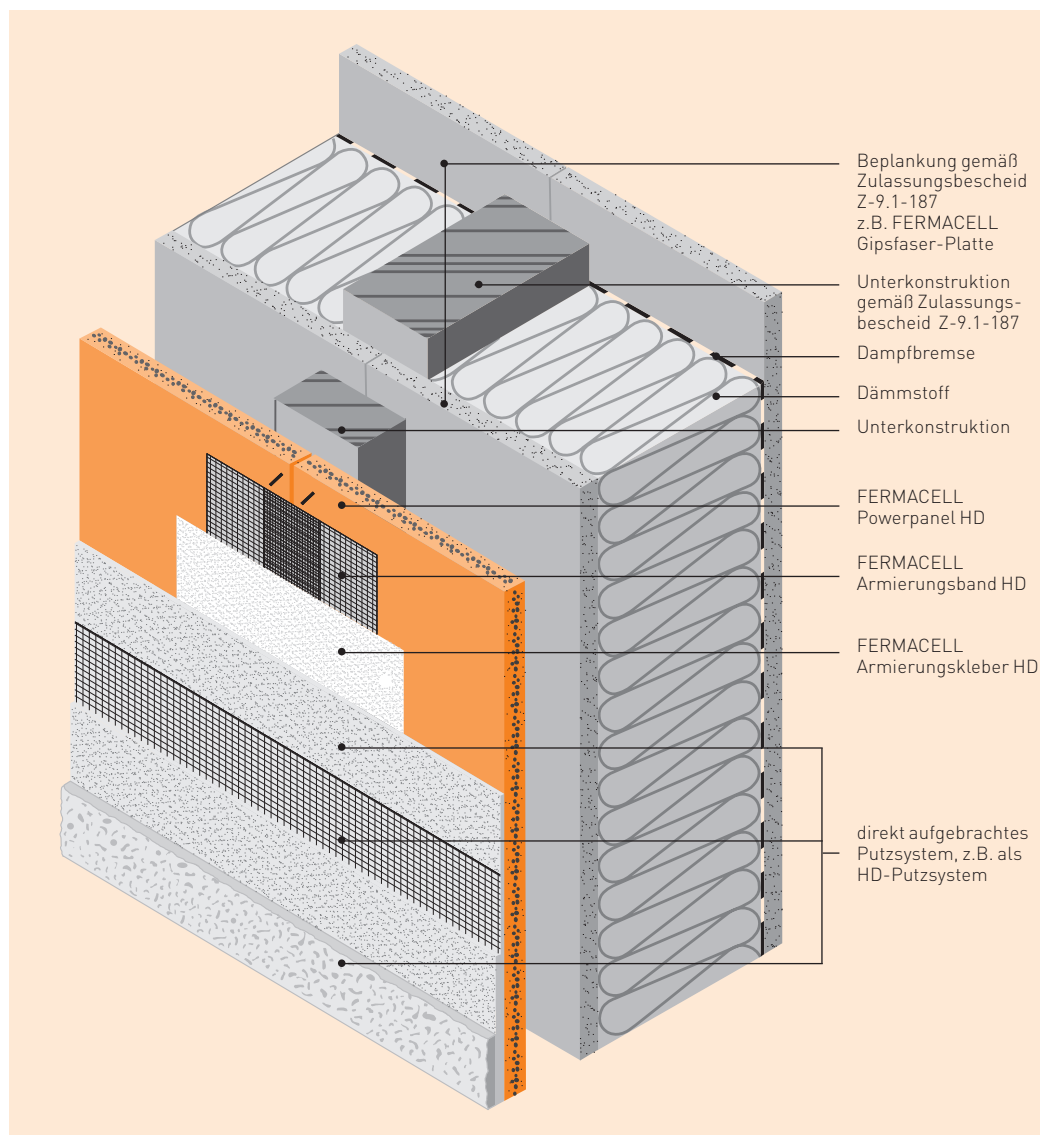 Beplankung gemäß
Zulassungsbescheid
Z-9.1-187
z.B. FERMACELL
Gipsfaser-Platte
Unterkonstruktion
gemäß Zulassungs-
bescheid Z-9.1-187
Dampfbremse
Dämmstoff
Unterkonstruktion
FERMACELL
Powerpanel HD
FERMACELL
Armierungsband HD
FERMACELL
Armierungskleber HD
direkt aufgebrachtes
Putzsystem, z.B. als
HD-Putzsystem